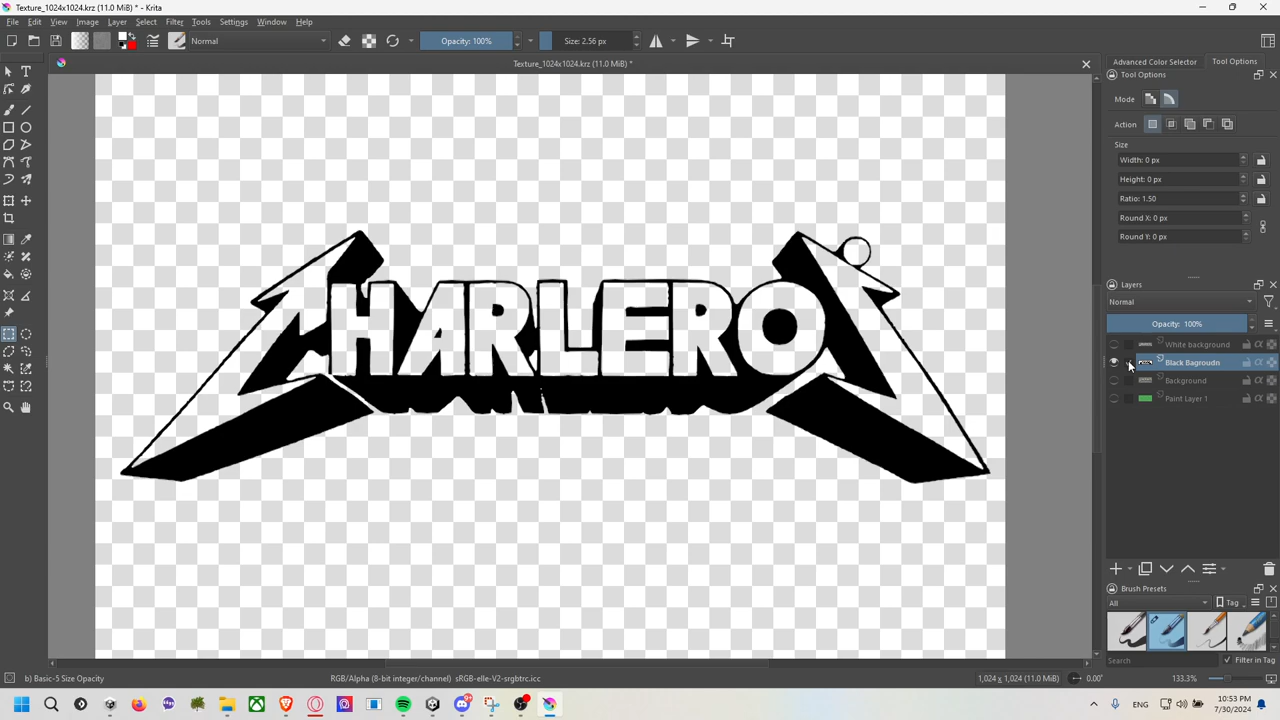 Texture_1024x1024.krz (11.0 MiB) * - Krita
File Edit View Image Layer Select Filter Tools Settings Window Help
Normal
Opacity: 100%
Size: 2.56 px
Texture_1024x1024.krz (11.0 MiB) *
Advanced Color Selector
Tool Options
Tool Options
Mode
Action
Size
Width: 0 px
Height: 0 px
Ratio: 1.50
Round X: 0 px
Round Y: 0 px
CHARLEROI
Layers
Normal
Opacity: 100%
White background
Black Bagroudn
Background
Paint Layer 1
Brush Presets
All
Tag
Search
Filter in Tag
b) Basic-5 Size Opacity
RGB/Alpha (8-bit integer/channel) sRGB-elle-V2-srgbtrc.icc
1,024 x 1,024 (11.0 MiB)
0.00°
133.3%
9+
ENG
10:53 PM
7/30/2024